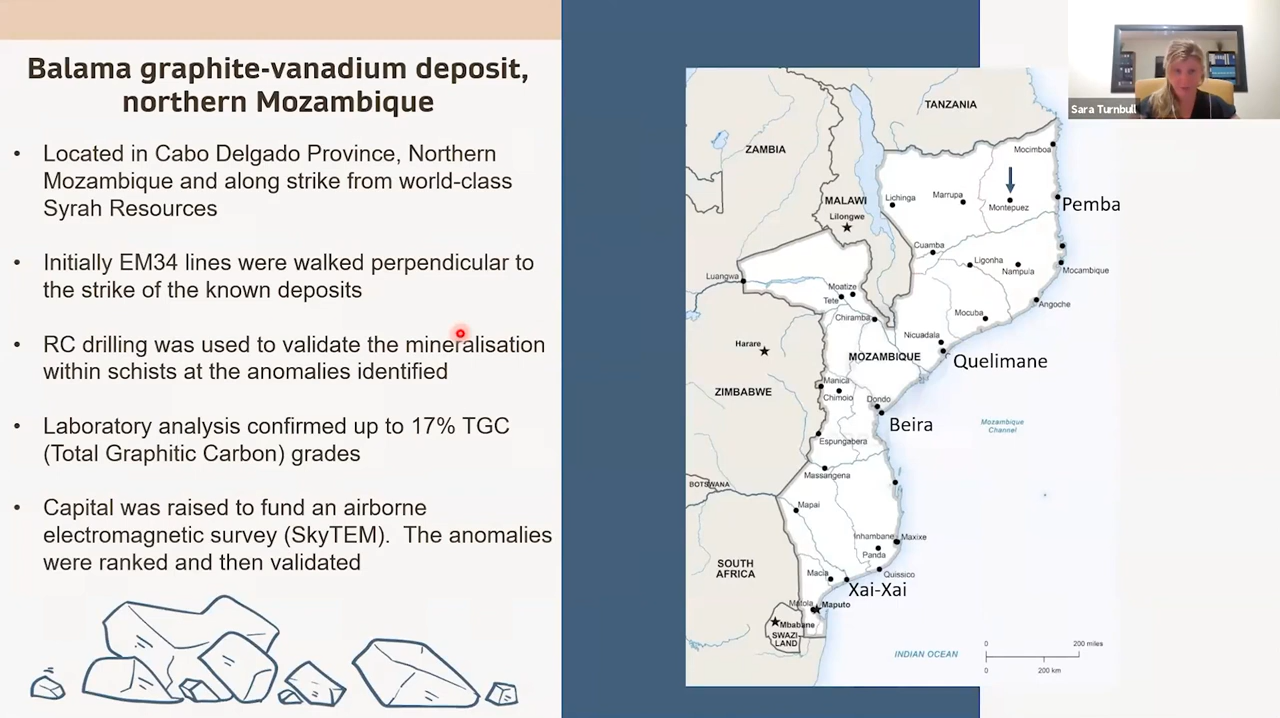 Balama graphite-vanadium deposit,
northern Mozambique
• Located in Cabo Delgado Province, Northern
Mozambique and along strike from world-class
Syrah Resources
• Initially EM34 lines were walked perpendicular to
the strike of the known deposits
• RC drilling was used to validate the mineralisation
within schists at the anomalies identified
• Laboratory analysis confirmed up to 17% TGC
(Total Graphitic Carbon) grades
• Capital was raised to fund an airborne
electromagnetic survey (SkyTEM). The anomalies
were ranked and then validated
Sara Turnbull
TANZANIA
ZAMBIA
Mocimboa
MALAWI
Lilongwe
Lichinga
Marrupa
Montepuez
Pemba
Cuamba
Ligonha
Nampula
Mocambique
Luangwa
Moatize
Tete
Angoche
Chiramba
Mocuba
Nicuadala
Harare
MOZAMBIQUE
Quelimane
ZIMBABWE
Manica
Chimoio
Dondo
Beira
Mozambique
Channel
Espungabera
Massangena
BOTSWANA
Mapai
Inhambane
Maxixe
Panda
SOUTH
AFRICA
Macia
Quissico
Xai-Xai
Matola
Maputo
Mbabane
SWAZI-
LAND
INDIAN OCEAN
0 200 miles
0 200 km